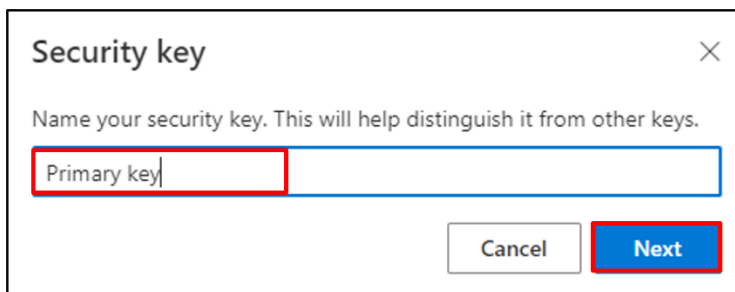 Security key
Name your security key. This will help distinguish it from other keys.
Primary key
Cancel
Next